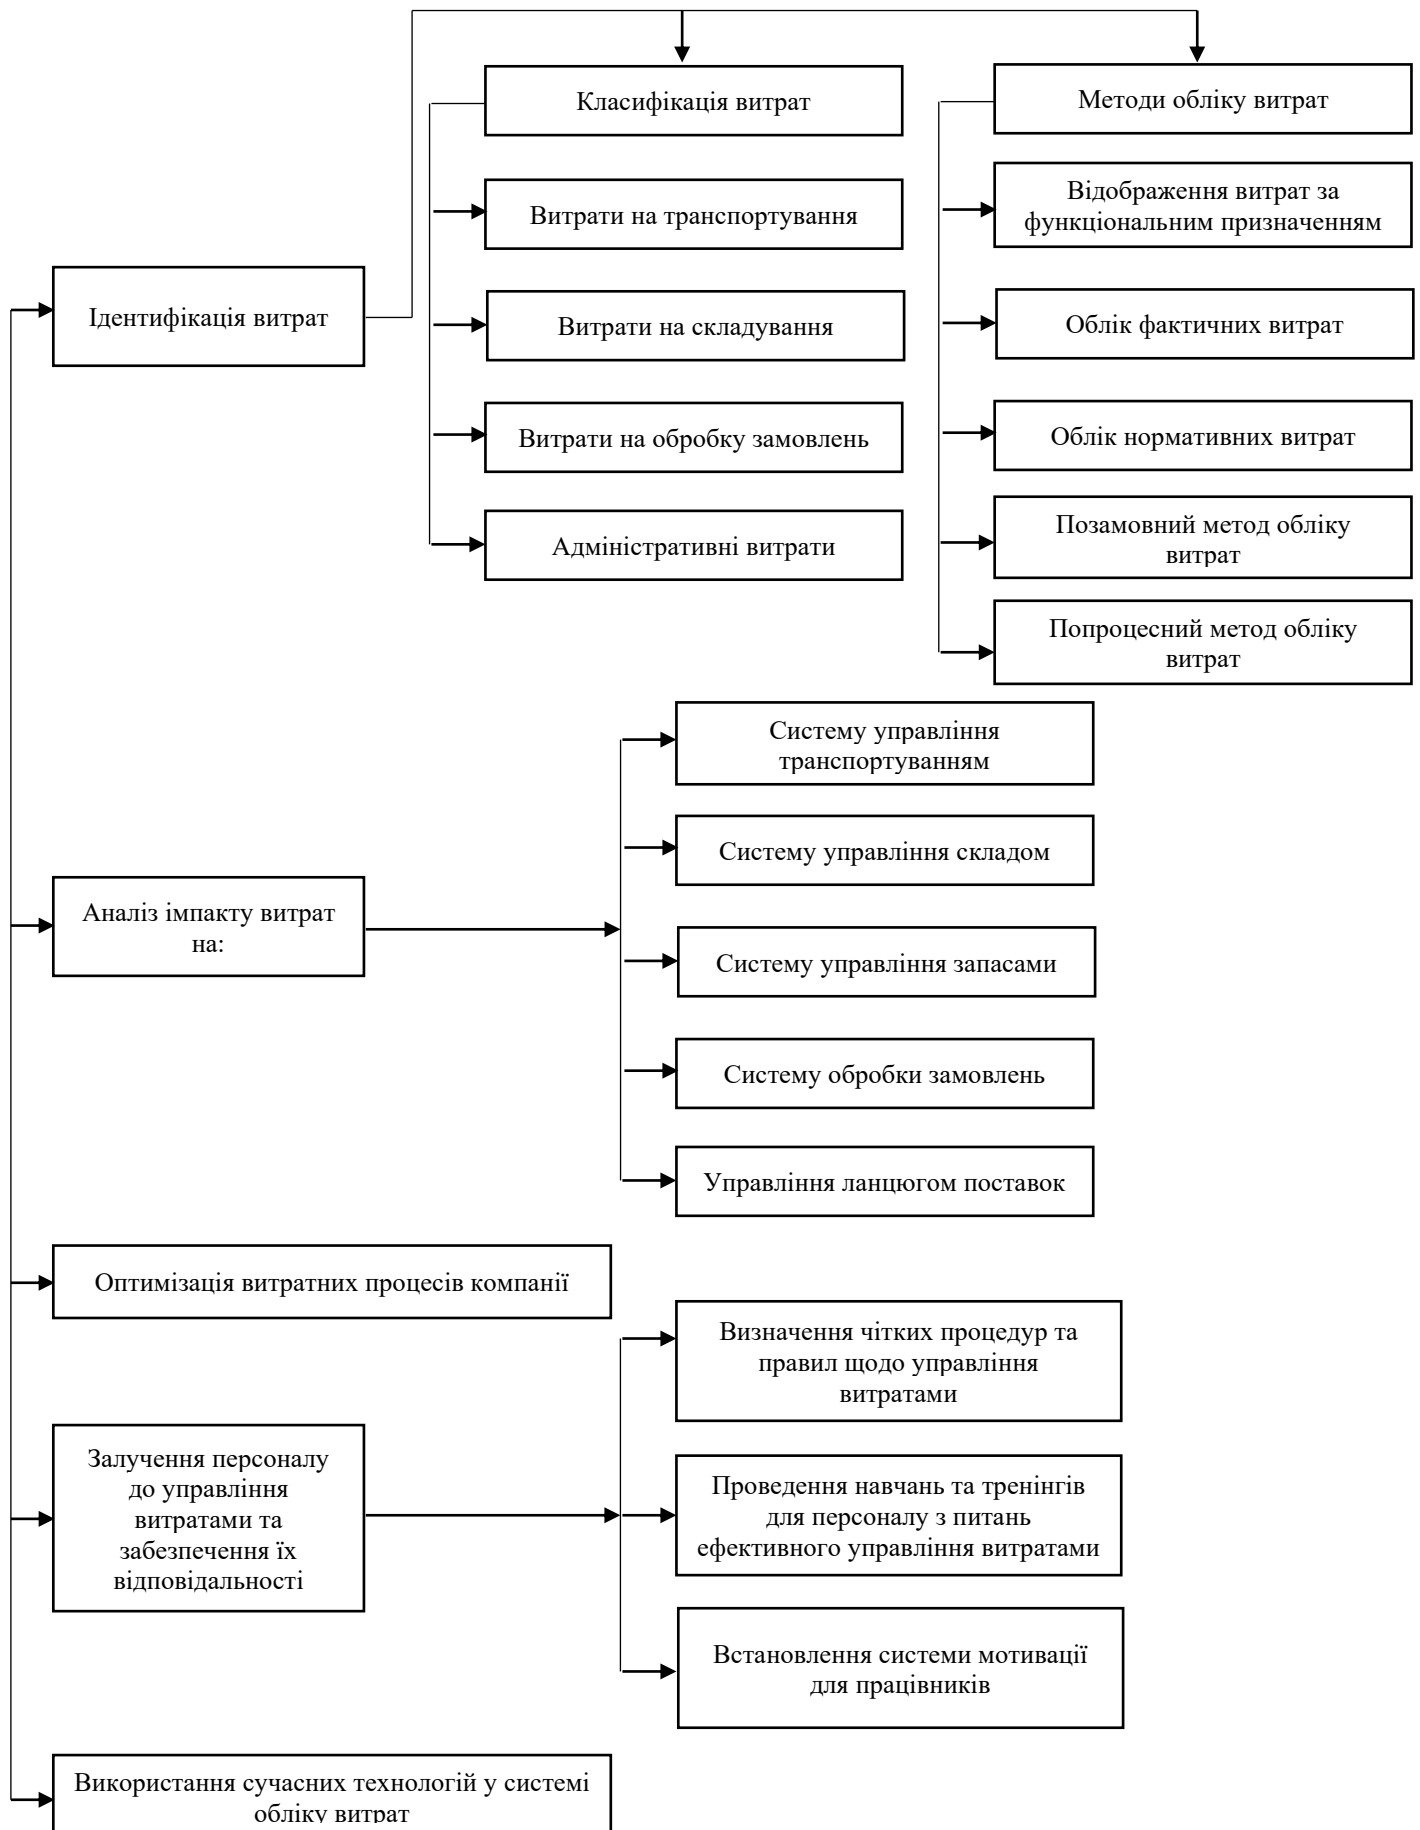 Класифікація витрат
Методи обліку витрат
Витрати на транспортування
Відображення витрат за
функціональним призначенням
Ідентифікація витрат
Витрати на складування
Облік фактичних витрат
Витрати на обробку замовлень
Облік нормативних витрат
Адміністративні витрати
Позамовний метод обліку
витрат
Попроцесний метод обліку
витрат
Систему управління
транспортуванням
Систему управління складом
Аналіз імпакту витрат
на:
Систему управління запасами
Систему обробки замовлень
Управління ланцюгом поставок
Оптимізація витратних процесів компанії
Визначення чітких процедур та
правил щодо управління
витратами
Залучення персоналу
до управління
витратами та
забезпечення їх
відповідальності
Проведення навчань та тренінгів
для персоналу з питань
ефективного управління витратами
Встановлення системи мотивації
для працівників
Використання сучасних технологій у системі
обліку витрат